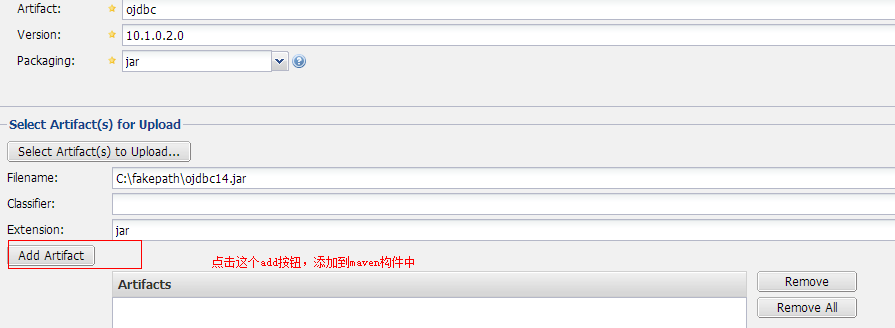 Artifact: ojdbc
Version: 10.1.0.2.0
Packaging: jar
Select Artifact(s) for Upload
Select Artifact(s) to Upload...
Filename: C:\fakepath\ojdbc14.jar
Classifier:
Extension: jar
Add Artifact
点击这个add按钮，添加到maven构件中
Artifacts
Remove
Remove All